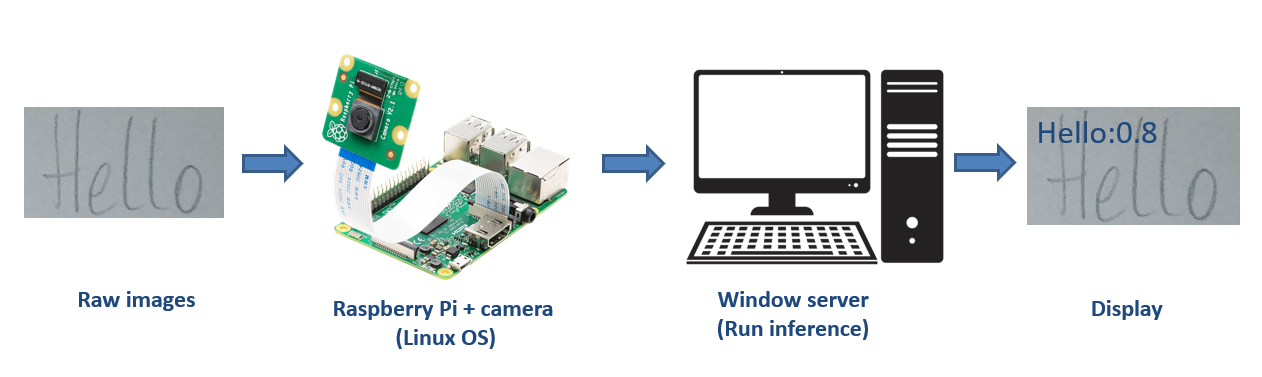 Hello
Raspberry Pi
Camera V2.1
Hello:0.8
Hello
Raw images
Raspberry Pi + camera
(Linux OS)
Window server
(Run inference)
Display